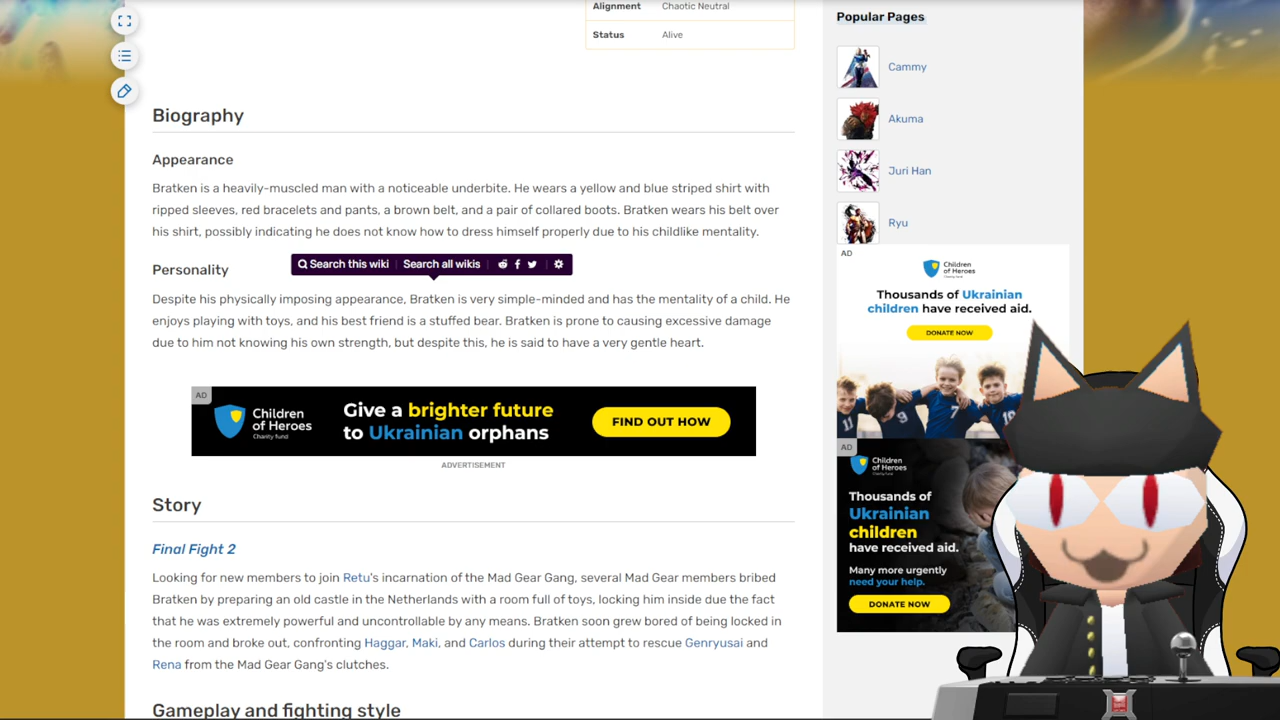 Alignment Chaotic Neutral
Status Alive
Biography
Appearance
Bratken is a heavily-muscled man with a noticeable underbite. He wears a yellow and blue striped shirt with
ripped sleeves, red bracelets and pants, a brown belt, and a pair of collared boots. Bratken wears his belt over
his shirt, possibly indicating he does not know how to dress himself properly due to his childlike mentality.
Personality
Search this wiki Search all wikis
Despite his physically imposing appearance, Bratken is very simple-minded and has the mentality of a child. He
enjoys playing with toys, and his best friend is a stuffed bear. Bratken is prone to causing excessive damage
due to him not knowing his own strength, but despite this, he is said to have a very gentle heart.
AD
Children
of Heroes
Charity fund
Give a brighter future
to Ukrainian orphans
FIND OUT HOW
ADVERTISEMENT
Story
Final Fight 2
Looking for new members to join Retu's incarnation of the Mad Gear Gang, several Mad Gear members bribed
Bratken by preparing an old castle in the Netherlands with a room full of toys, locking him inside due the fact
that he was extremely powerful and uncontrollable by any means. Bratken soon grew bored of being locked in
the room and broke out, confronting Haggar, Maki, and Carlos during their attempt to rescue Genryusai and
Rena from the Mad Gear Gang's clutches.
Gameplay and fighting style
Popular Pages
Cammy
Akuma
Juri Han
Ryu
AD
Children
of Heroes
Charity fund
Thousands of Ukrainian
children have received aid.
DONATE NOW
11
9
7
AD
Children
of Heroes
Charity fund
Thousands of
Ukrainian
children
have received aid.
Many more urgently
need your help.
DONATE NOW